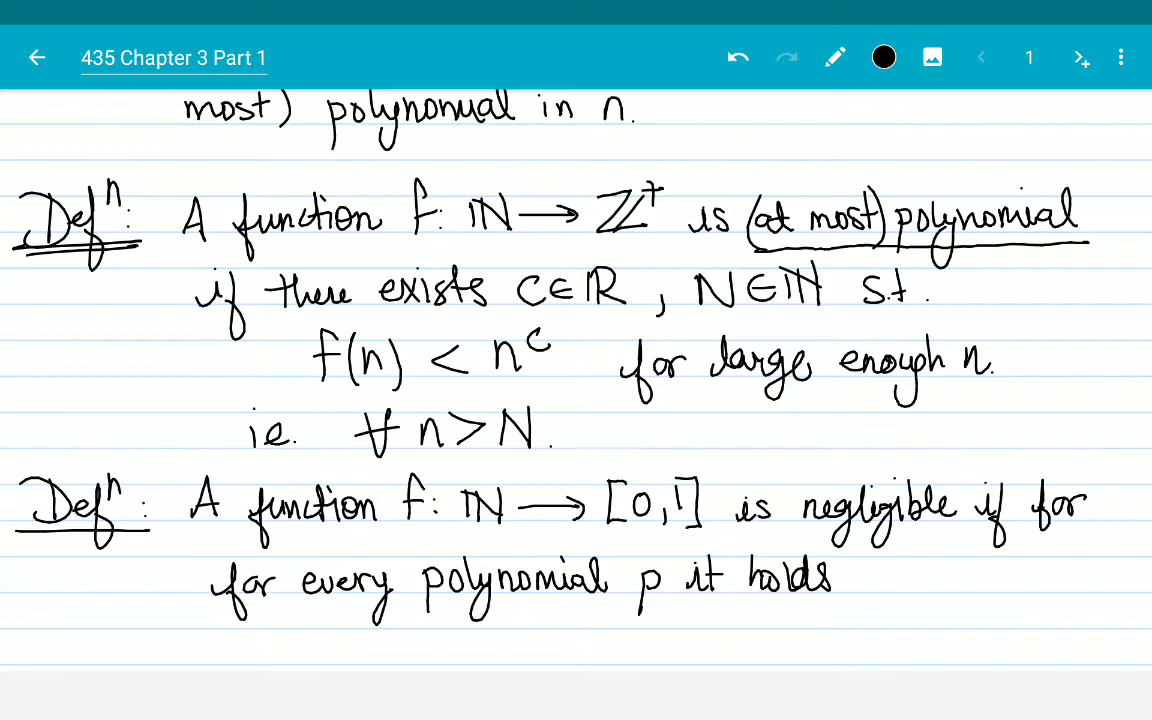 435 Chapter 3 Part 1
1
most) polynomial in n.
Defⁿ: A function f: ℕ → ℤ⁺ is (at most) polynomial
if there exists C∈ℝ, N∈ℕ s.t.
f(n) < n^c for large enough n.
ie. ∀ n > N.
Defⁿ: A function f: ℕ → [0,1] is negligible if for
for every polynomial p it holds